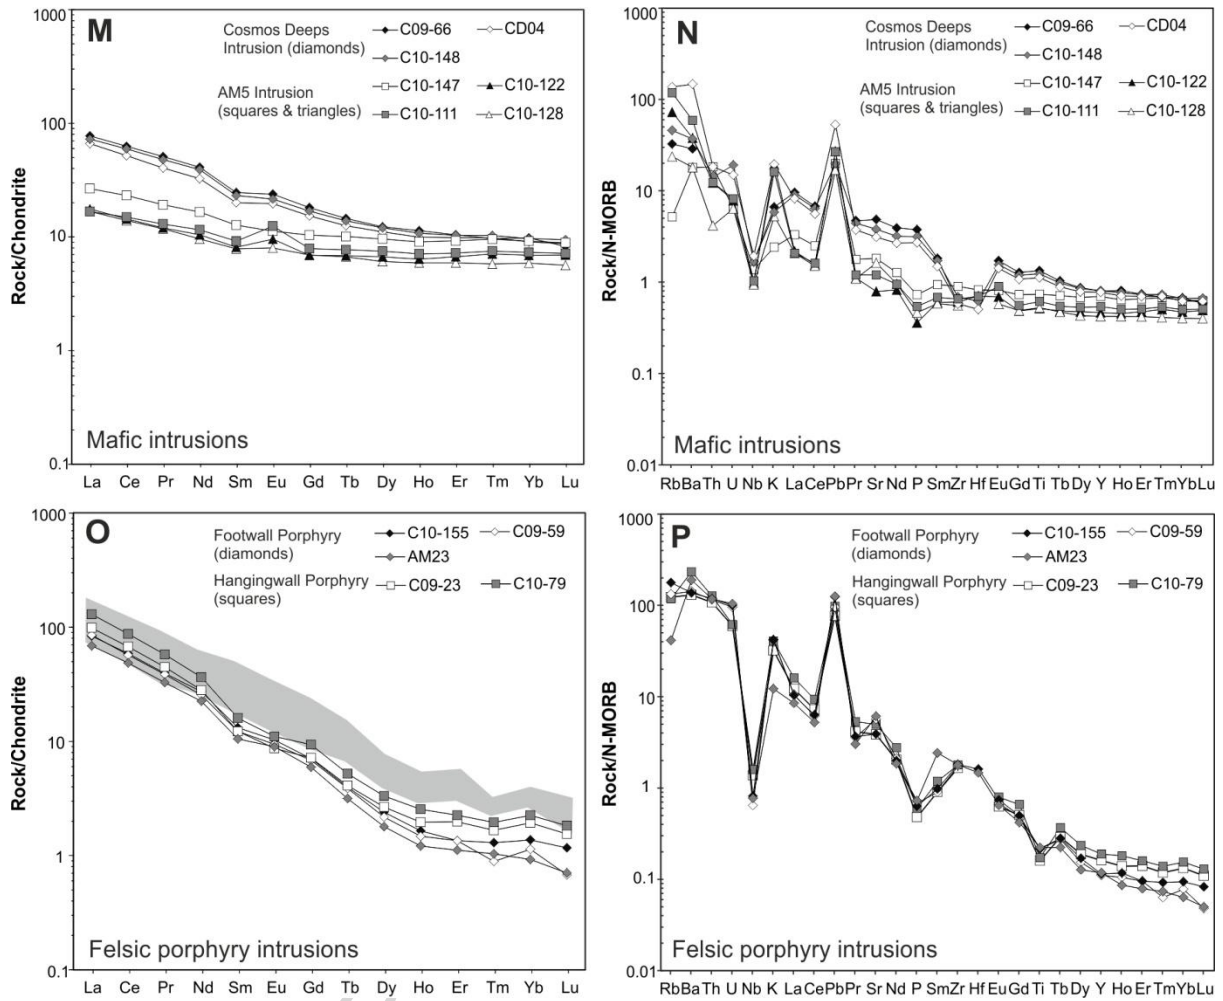 M
Cosmos Deeps
Intrusion (diamonds)
C09-66
CD04
C10-148
AM5 Intrusion
(squares & triangles)
C10-147
C10-122
C10-111
C10-128
Rock/Chondrite
1000
100
10
1
0.1
Mafic intrusions
La Ce Pr Nd Sm Eu Gd Tb Dy Ho Er Tm Yb Lu
N
Cosmos Deeps
Intrusion (diamonds)
C09-66
CD04
C10-148
AM5 Intrusion
(squares & triangles)
C10-147
C10-122
C10-111
C10-128
Rock/N-MORB
1000
100
10
1
0.1
0.01
Mafic intrusions
Rb Ba Th U Nb K La Ce Pb Pr Sr Nd P Sm Zr Hf Eu Gd Ti Tb Dy Y Ho Er Tm Yb Lu
O
Footwall Porphyry
(diamonds)
C10-155
C09-59
AM23
Hangingwall Porphyry
(squares)
C09-23
C10-79
Rock/Chondrite
1000
100
10
1
0.1
Felsic porphyry intrusions
La Ce Pr Nd Sm Eu Gd Tb Dy Ho Er Tm Yb Lu
P
Footwall Porphyry
(diamonds)
C10-155
C09-59
AM23
Hangingwall Porphyry
(squares)
C09-23
C10-79
Rock/N-MORB
1000
100
10
1
0.1
0.01
Felsic porphyry intrusions
Rb Ba Th U Nb K La Ce Pb Pr Sr Nd P Sm Zr Hf Eu Gd Ti Tb Dy Y Ho Er Tm Yb Lu